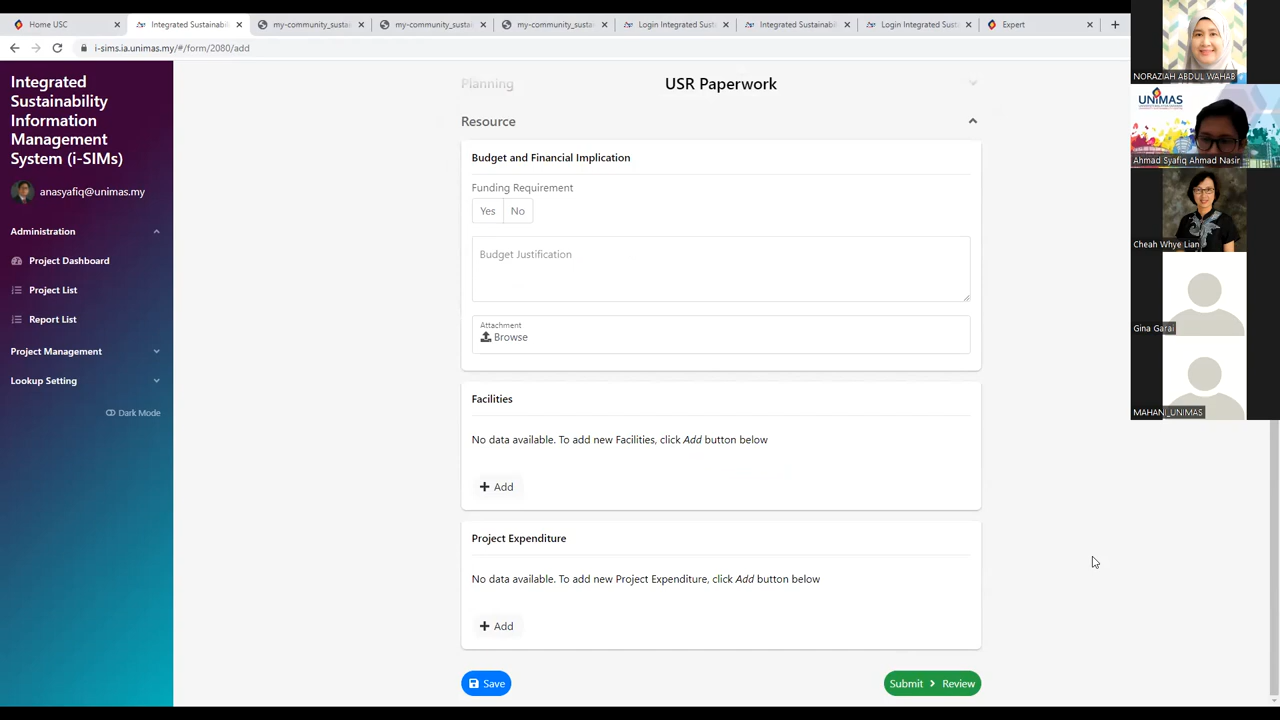 Home USC
Integrated Sustainabili
my-community_susta
my-community_susta
my-community_susta
Login Integrated Sust
Integrated Sustainabili
Login Integrated Sust
Expert
i-sims.ia.unimas.my/#/form/2080/add
Integrated
Sustainability
Information
Management
System (i-SIMs)
anasyafiq@unimas.my
Administration
Project Dashboard
Project List
Report List
Project Management
Lookup Setting
Dark Mode
Planning
USR Paperwork
Resource
Budget and Financial Implication
Funding Requirement
Yes No
Budget Justification
Attachment
Browse
Facilities
No data available. To add new Facilities, click Add button below
Add
Project Expenditure
No data available. To add new Project Expenditure, click Add button below
Add
Save
Submit Review
NORAZIAH ABDUL WAHAB
UNIMAS
Ahmad Syafiq Ahmad Nasir
Cheah Whye Lian
Gina Garai
MAHANI_UNIMAS